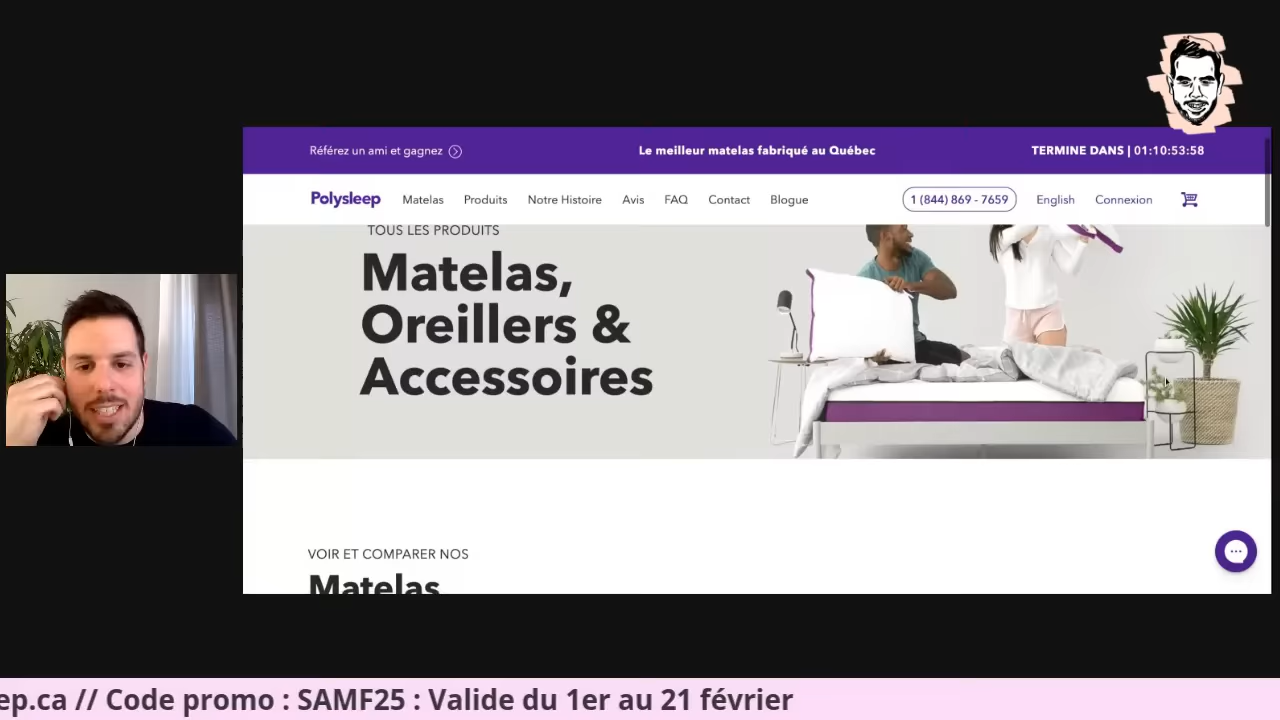 Référez un ami et gagnez
Le meilleur matelas fabriqué au Québec
TERMINE DANS | 01:10:53:58
Polysleep
Matelas
Produits
Notre Histoire
Avis
FAQ
Contact
Blogue
1 (844) 869 - 7659
English
Connexion
TOUS LES PRODUITS
Matelas,
Oreillers &
Accessoires
VOIR ET COMPARER NOS
Matelas
ep.ca // Code promo : SAMF25 : Valide du 1er au 21 février